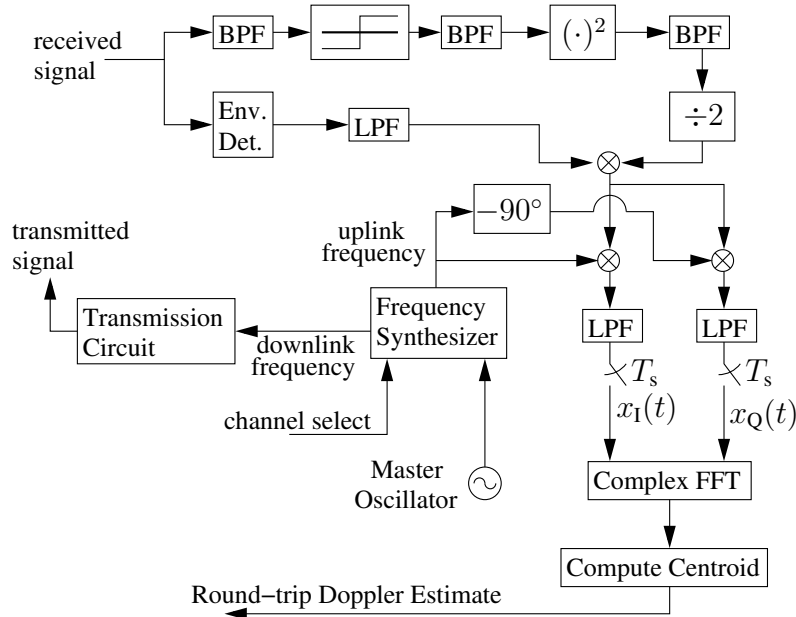 received
signal
BPF
BPF
(·)²
BPF
Env.
Det.
LPF
÷2
−90°
uplink
frequency
transmitted
signal
Transmission
Circuit
downlink
frequency
Frequency
Synthesizer
LPF
LPF
Tₛ
Tₛ
x_I(t)
x_Q(t)
channel select
Master
Oscillator
Complex FFT
Compute Centroid
Round−trip Doppler Estimate